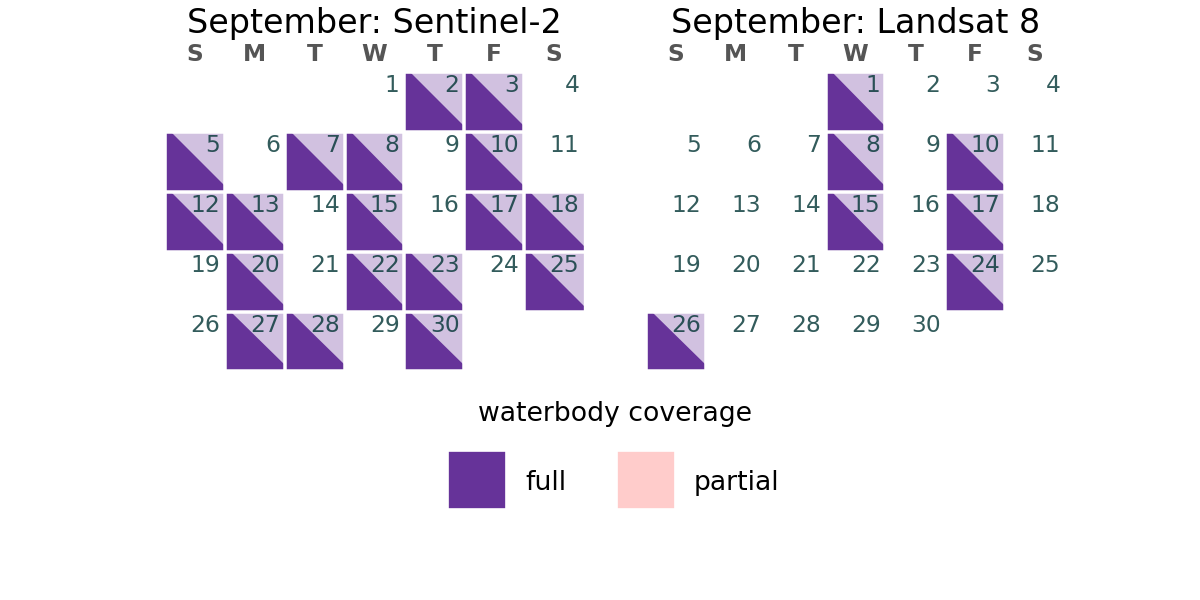 September: Sentinel-2
S M T W T F S
1 2 3 4
5 6 7 8 9 10 11
12 13 14 15 16 17 18
19 20 21 22 23 24 25
26 27 28 29 30
September: Landsat 8
S M T W T F S
1 2 3 4
5 6 7 8 9 10 11
12 13 14 15 16 17 18
19 20 21 22 23 24 25
26 27 28 29 30
waterbody coverage
full partial